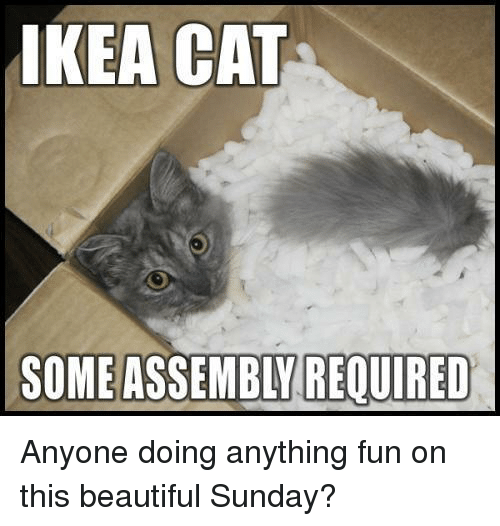 IKEA CAT
SOME ASSEMBLY REQUIRED
Anyone doing anything fun on
this beautiful Sunday?